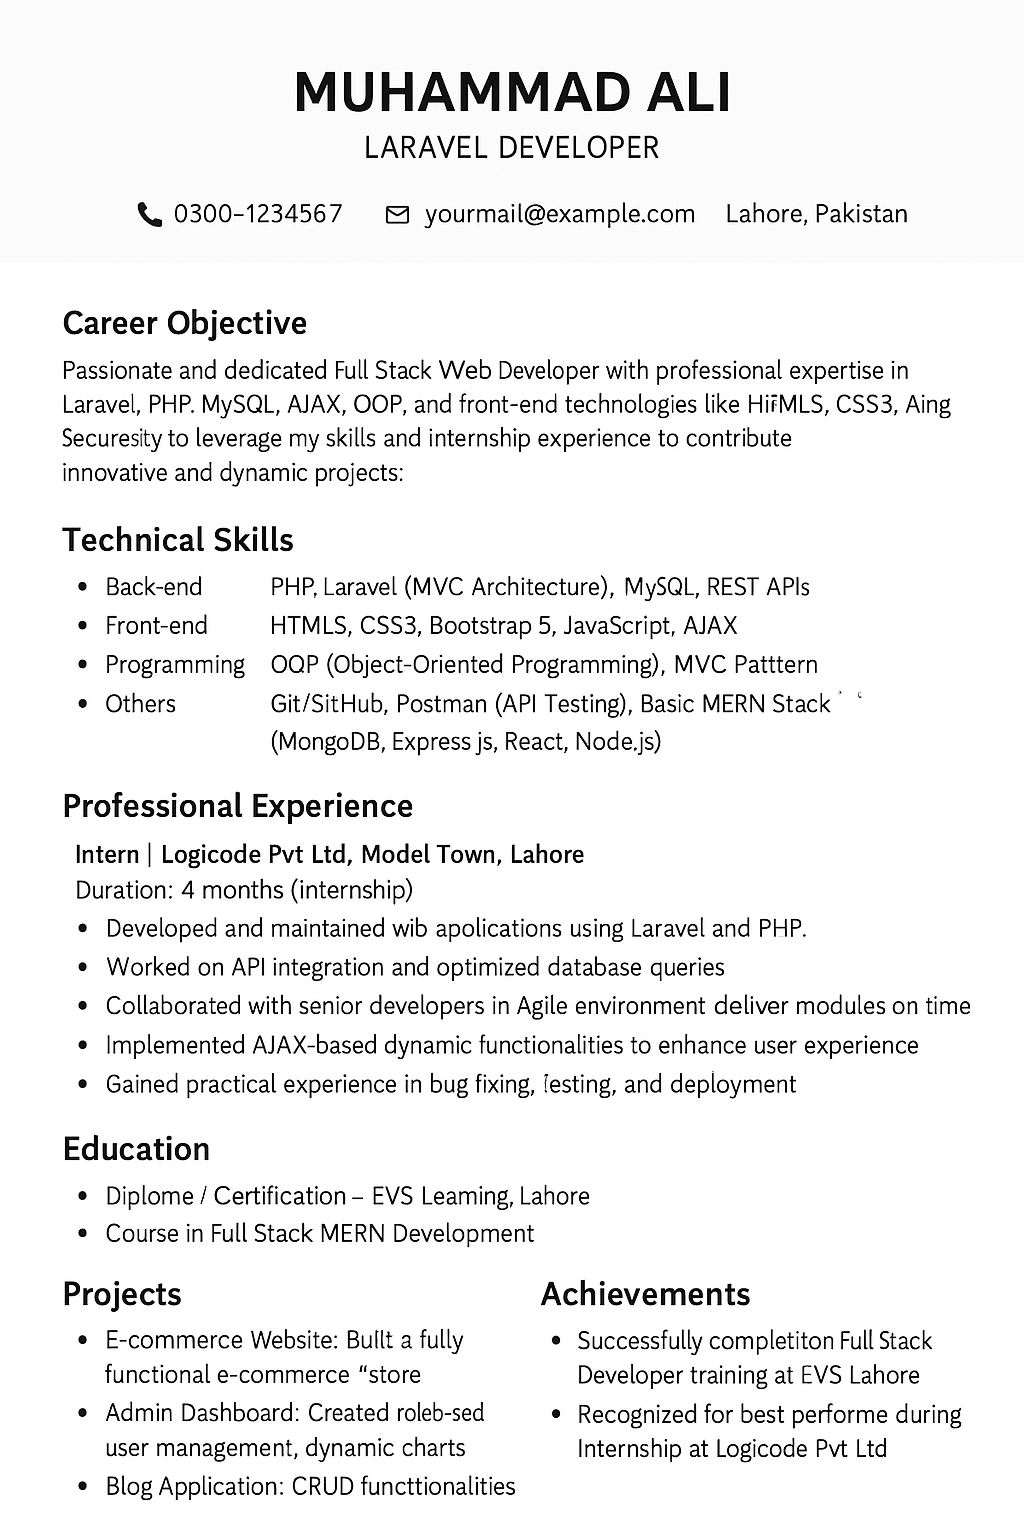 MUHAMMAD ALI
LARAVEL DEVELOPER
0300-1234567 yourmail@example.com Lahore, Pakistan
Career Objective
Passionate and dedicated Full Stack Web Developer with professional expertise in
Laravel, PHP. MySQL, AJAX, OOP, and front-end technologies like CSS3, Aing
Securesity to leverage my skills and internship experience to contribute
innovative and dynamic projects:
Technical Skills
• Back-end PHP, Laravel (MVC Architecture), MySQL, REST APIs
• Front-end HTMLS, CSS3, Bootstrap 5, JavaScript, AJAX
• Programming OQP (Object-Oriented Programming), MVC Patttern
• Others Git/SitHub, Postman (API Testing), Basic MERN Stack
(MongoDB, Express js, React, Node.js)
Professional Experience
Intern | Logicode Pvt Ltd, Model Town, Lahore
Duration: 4 months (internship)
• Developed and maintained wib apolications using Laravel and PHP.
• Worked on API integration and optimized database queries
• Collaborated with senior developers in Agile environment deliver modules on time
• Implemented AJAX-based dynamic functionalities to enhance user experience
• Gained practical experience in bug fixing, testing, and deployment
Education
• Diplome / Certification – EVS Leaming, Lahore
• Course in Full Stack MERN Development
Projects
• E-commerce Website: Built a fully
functional e-commerce “store
• Admin Dashboard: Created roleb-sed
user management, dynamic charts
• Blog Application: CRUD functtionalities
Achievements
• Successfully completiton Full Stack
Developer training at EVS Lahore
• Recognized for best performe during
Internship at Logicode Pvt Ltd